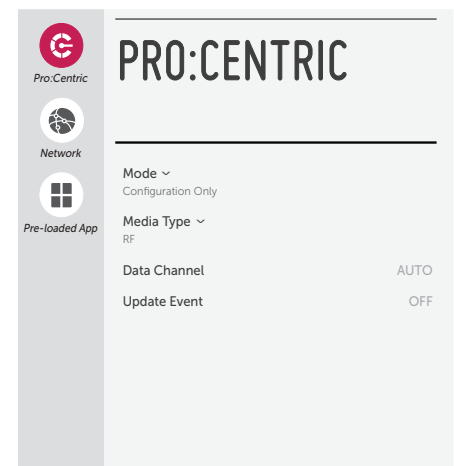 PRO:CENTRIC
Pro:Centric
Network
Pre-loaded App
Mode
Configuration Only
Media Type
RF
Data Channel AUTO
Update Event OFF